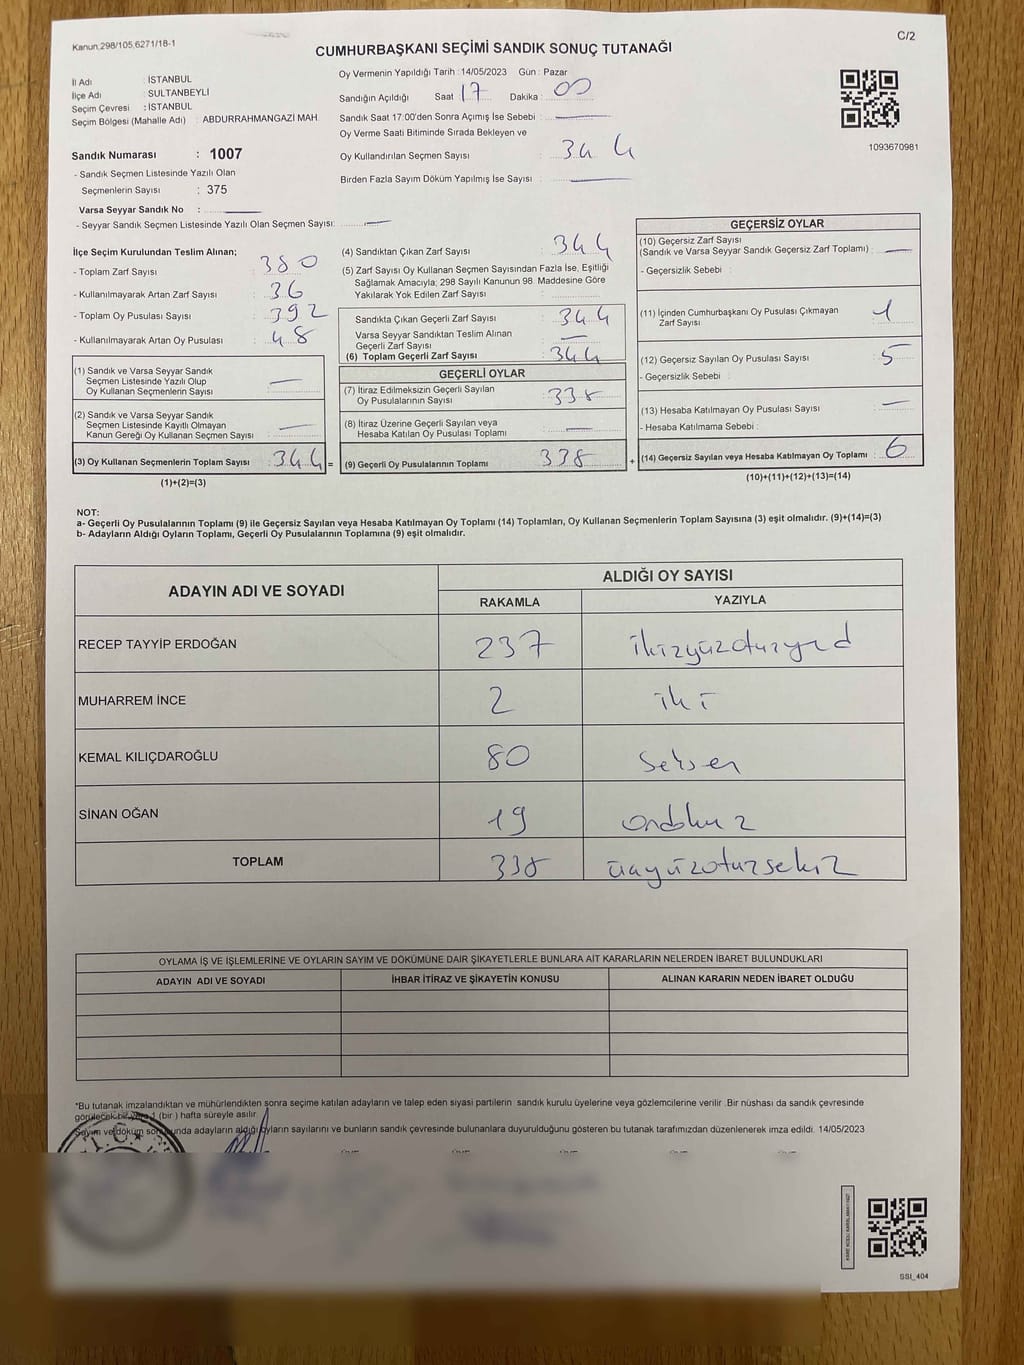 Kanun.298/105,6271/18-1
C/2
CUMHURBAŞKANI SEÇİMİ SANDIK SONUÇ TUTANAĞI
İl Adı : İSTANBUL
İlçe Adı : SULTANBEYLİ
Seçim Çevresi : İSTANBUL
Seçim Bölgesi (Mahalle Adı) : ABDURRAHMANGAZİ MAH.
Sandık Numarası : 1007
- Sandık Seçmen Listesinde Yazılı Olan
Seçmenlerin Sayısı : 375
Varsa Seyyar Sandık No :
- Seyyar Sandık Seçmen Listesinde Yazılı Olan Seçmen Sayısı:
Oy Vermenin Yapıldığı Tarih : 14/05/2023 Gün : Pazar
Sandığın Açıldığı Saat 17 Dakika : 00
Sandık Saat 17:00'den Sonra Açımış İse Sebebi :
Oy Verme Saati Bitiminde Sırada Bekleyen ve
Oy Kullandırılan Seçmen Sayısı : 344
Birden Fazla Sayım Döküm Yapılmış İse Sayısı :
1093670981
İlçe Seçim Kurulundan Teslim Alınan;
- Toplam Zarf Sayısı : 380
- Kullanılmayarak Artan Zarf Sayısı : 36
- Toplam Oy Pusulası Sayısı : 392
- Kullanılmayarak Artan Oy Pusulası : 48
(1) Sandık ve Varsa Seyyar Sandık
Seçmen Listesinde Yazılı Olup
Oy Kullanan Seçmenlerin Sayısı :
(2) Sandık ve Varsa Seyyar Sandık
Seçmen Listesinde Kayıtlı Olmayan
Kanun Gereği Oy Kullanan Seçmen Sayısı :
(3) Oy Kullanan Seçmenlerin Toplam Sayısı : 344 =
(1)+(2)=(3)
(4) Sandıktan Çıkan Zarf Sayısı : 344
(5) Zarf Sayısı Oy Kullanan Seçmen Sayısından Fazla İse, Eşitliği
Sağlamak Amacıyla; 298 Sayılı Kanunun 98. Maddesine Göre
Yakılarak Yok Edilen Zarf Sayısı :
Sandıkta Çıkan Geçerli Zarf Sayısı : 344
Varsa Seyyar Sandıktan Teslim Alınan
Geçerli Zarf Sayısı :
(6) Toplam Geçerli Zarf Sayısı : 344
GEÇERLİ OYLAR
(7) İtiraz Edilmeksizin Geçerli Sayılan
Oy Pusulalarının Sayısı : 338
(8) İtiraz Üzerine Geçerli Sayılan veya
Hesaba Katılan Oy Pusulası Toplamı :
(9) Geçerli Oy Pusulalarının Toplamı : 338 +
GEÇERSİZ OYLAR
(10) Geçersiz Zarf Sayısı
(Sandık ve Varsa Seyyar Sandık Geçersiz Zarf Toplamı) :
- Geçersizlik Sebebi :
(11) İçinden Cumhurbaşkanı Oy Pusulası Çıkmayan
Zarf Sayısı : 1
(12) Geçersiz Sayılan Oy Pusulası Sayısı : 5
- Geçersizlik Sebebi :
(13) Hesaba Katılmayan Oy Pusulası Sayısı :
- Hesaba Katılmama Sebebi :
(14) Geçersiz Sayılan veya Hesaba Katılmayan Oy Toplamı : 6
(10)+(11)+(12)+(13)=(14)
NOT:
a- Geçerli Oy Pusulalarının Toplamı (9) ile Geçersiz Sayılan veya Hesaba Katılmayan Oy Toplamı (14) Toplamları, Oy Kullanan Seçmenlerin Toplam Sayısına (3) eşit olmalıdır. (9)+(14)=(3)
b- Adayların Aldığı Oyların Toplamı, Geçerli Oy Pusulalarının Toplamına (9) eşit olmalıdır.
ADAYIN ADI VE SOYADI
ALDIĞI OY SAYISI
RAKAMLA YAZIYLA
RECEP TAYYİP ERDOĞAN 237 ikizyüzotuzyed
MUHARREM İNCE 2 iki
KEMAL KILIÇDAROĞLU 80 Seksen
SİNAN OĞAN 19 ondokuz
TOPLAM 338 üçyüzotuzsekiz
OYLAMA İŞ VE İŞLEMLERİNE VE OYLARIN SAYIM VE DÖKÜMÜNE DAİR ŞİKAYETLERLE BUNLARA AİT KARARLARIN NELERDEN İBARET BULUNDUKLARI
ADAYIN ADI VE SOYADI İHBAR İTİRAZ VE ŞİKAYETİN KONUSU ALINAN KARARIN NEDEN İBARET OLDUĞU
*Bu tutanak imzalandıktan ve mühürlendikten sonra seçime katılan adayların ve talep eden siyasi partilerin sandık kurulu üyelerine veya gözlemcilerine verilir. Bir nüshası da sandık çevresinde
görülecek bir yere 1 (bir ) hafta süreyle asılır.
Sayım ve döküm sonucunda adayların aldığı oyların sayılarını ve bunların sandık çevresinde bulunanlara duyurulduğunu gösteren bu tutanak tarafımızdan düzenlenerek imza edildi. 14/05/2023
T.C.
SSI_404